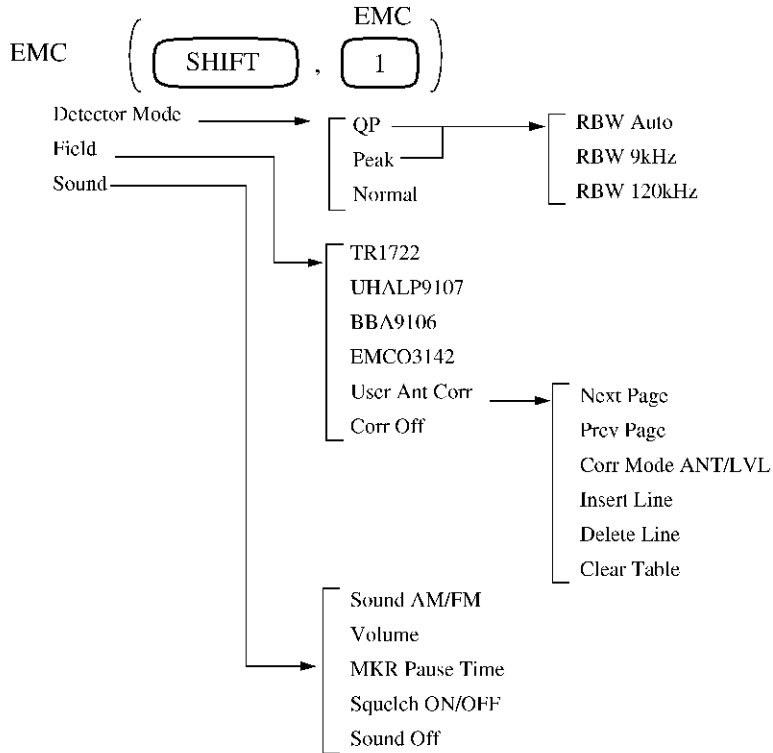 EMC
EMC
SHIFT , 1
Detector Mode
Field
Sound
QP
Peak
Normal
RBW Auto
RBW 9kHz
RBW 120kHz
TR1722
UHALP9107
BBA9106
EMCO3142
User Ant Corr
Corr Off
Next Page
Prev Page
Corr Mode ANT/LVL
Insert Line
Delete Line
Clear Table
Sound AM/FM
Volume
MKR Pause Time
Squelch ON/OFF
Sound Off